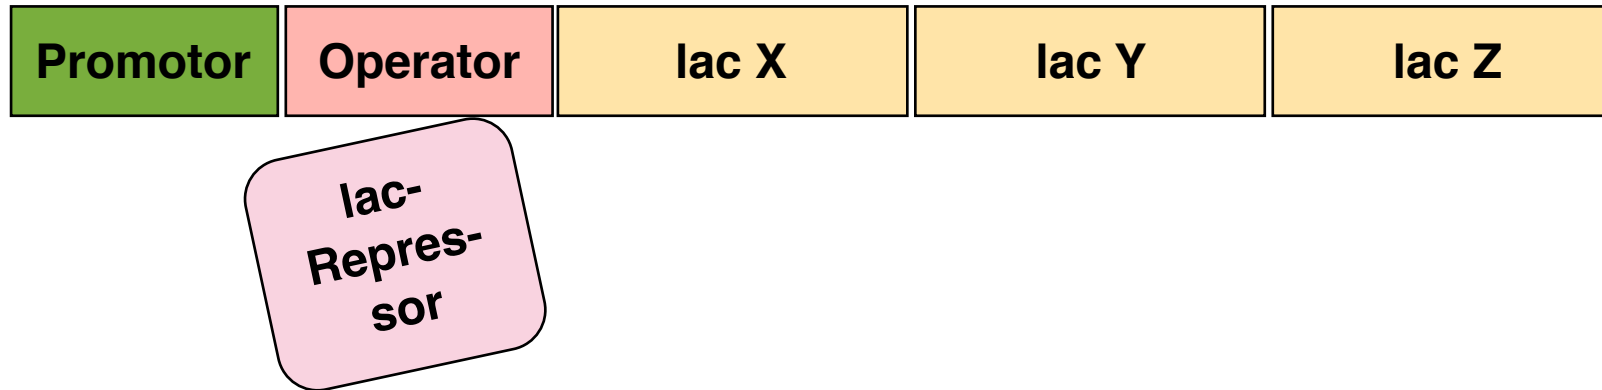 Promotor Operator lac X lac Y lac Z
lac-
Repres-
sor